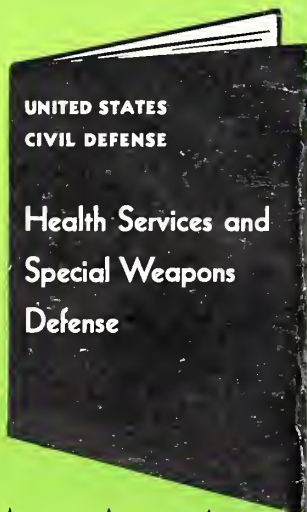 UNITED STATES
CIVIL DEFENSE
Health Services and
Special Weapons
Defense